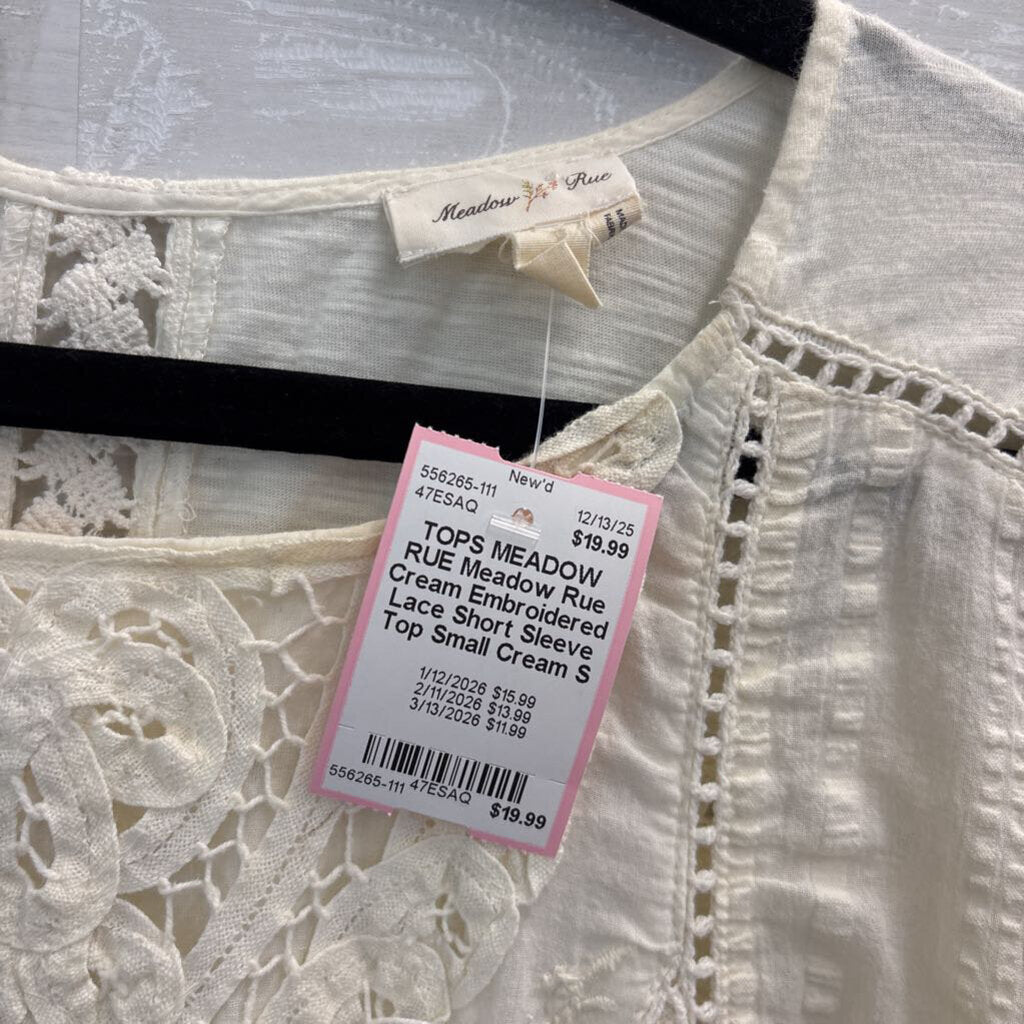 Meadow Rue
556265-111
New'd
47ESAQ
12/13/25
$19.99
TOPS MEADOW
RUE Meadow Rue
Cream Embroidered
Lace Short Sleeve
Top Small Cream S
1/12/2026 $15.99
2/11/2026 $13.99
3/13/2026 $11.99
556265-111 47ESAQ
$19.99